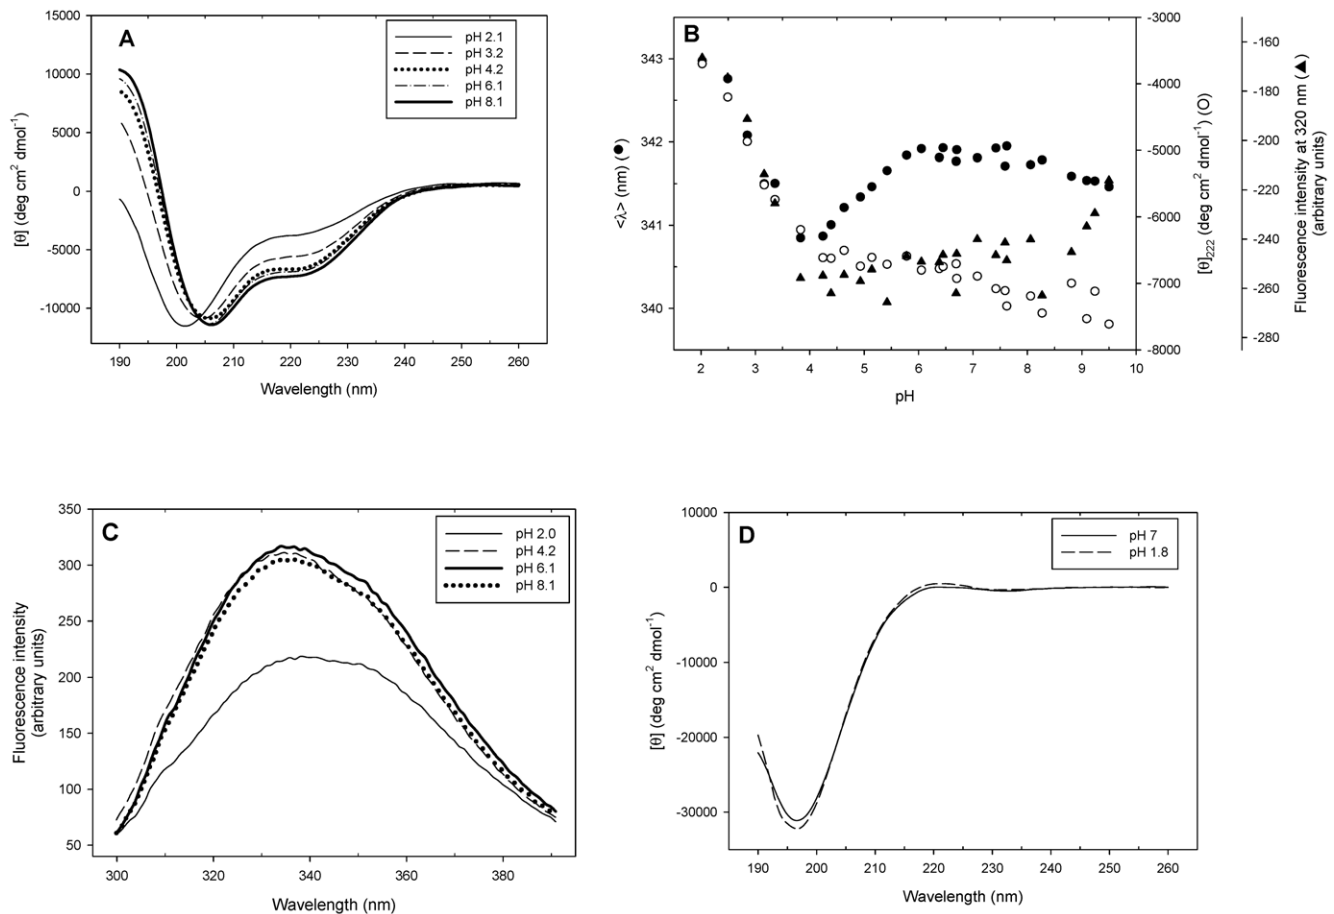 A
pH 2.1
pH 3.2
pH 4.2
pH 6.1
pH 8.1
15000
10000
5000
0
-5000
-10000
[θ] (deg cm² dmol⁻¹)
190 200 210 220 230 240 250 260
Wavelength (nm)
B
343
342
341
340
<λ> (nm) (●)
2 3 4 5 6 7 8 9 10
pH
-3000
-4000
-5000
-6000
-7000
-8000
[θ]₂₂₂ (deg cm² dmol⁻¹) (O)
-160
-180
-200
-220
-240
-260
-280
Fluorescence intensity at 320 nm (▲)
(arbitrary units)
C
pH 2.0
pH 4.2
pH 6.1
pH 8.1
350
300
250
200
150
100
50
Fluorescence intensity
(arbitrary units)
300 320 340 360 380
Wavelength (nm)
D
pH 7
pH 1.8
10000
0
-10000
-20000
-30000
[θ] (deg cm² dmol⁻¹)
190 200 210 220 230 240 250 260
Wavelength (nm)